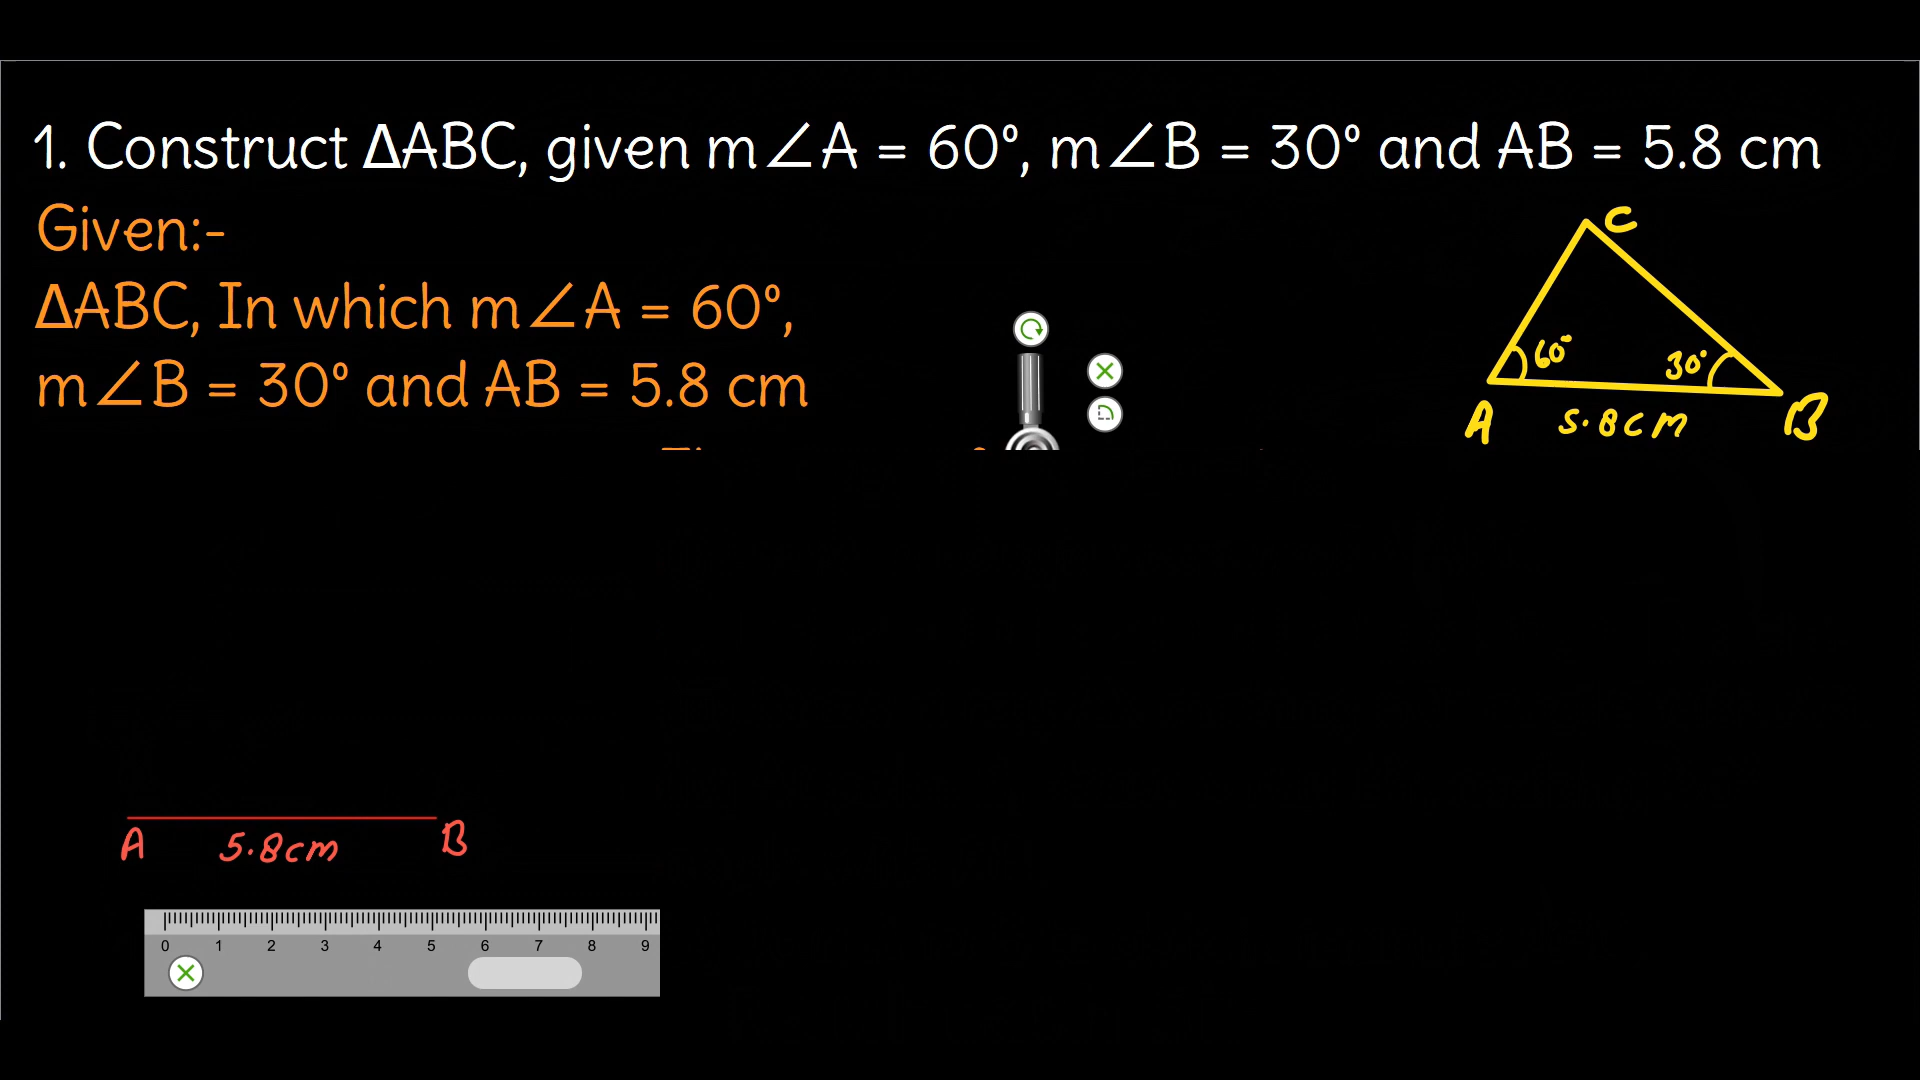 1. Construct ΔABC, given m∠A = 60°, m∠B = 30° and AB = 5.8 cm
Given:-
ΔABC, In which m∠A = 60°,
m∠B = 30° and AB = 5.8 cm
C
60°
30°
A
5.8cm
B
A
5.8cm
B
0 1 2 3 4 5 6 7 8 9